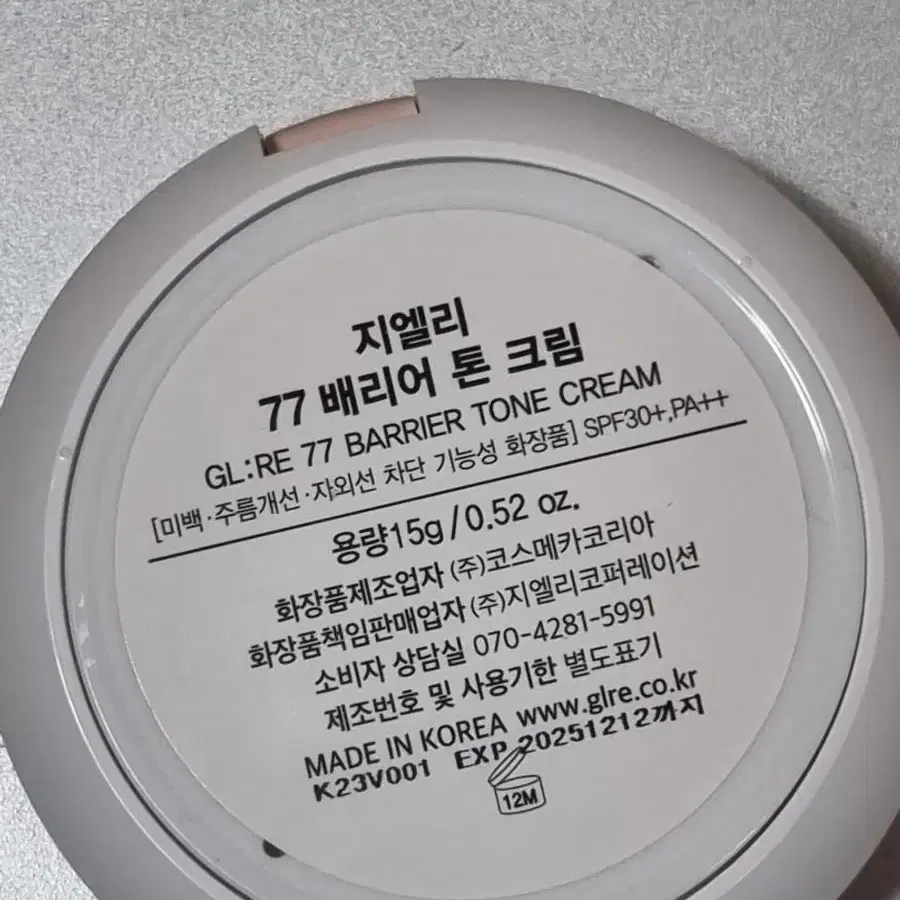 지엘리
77 배리어 톤 크림
GL:RE 77 BARRIER TONE CREAM
[미백·주름개선·자외선 차단 기능성 화장품] SPF30+,PA++
용량15g/0.52 oz.
화장품제조업자 (주)코스메카코리아
화장품책임판매업자 (주)지엘리코퍼레이션
소비자 상담실 070-4281-5991
제조번호 및 사용기한 별도표기
MADE IN KOREA www.glre.co.kr
K23V001 EXP 20251212까지
12M